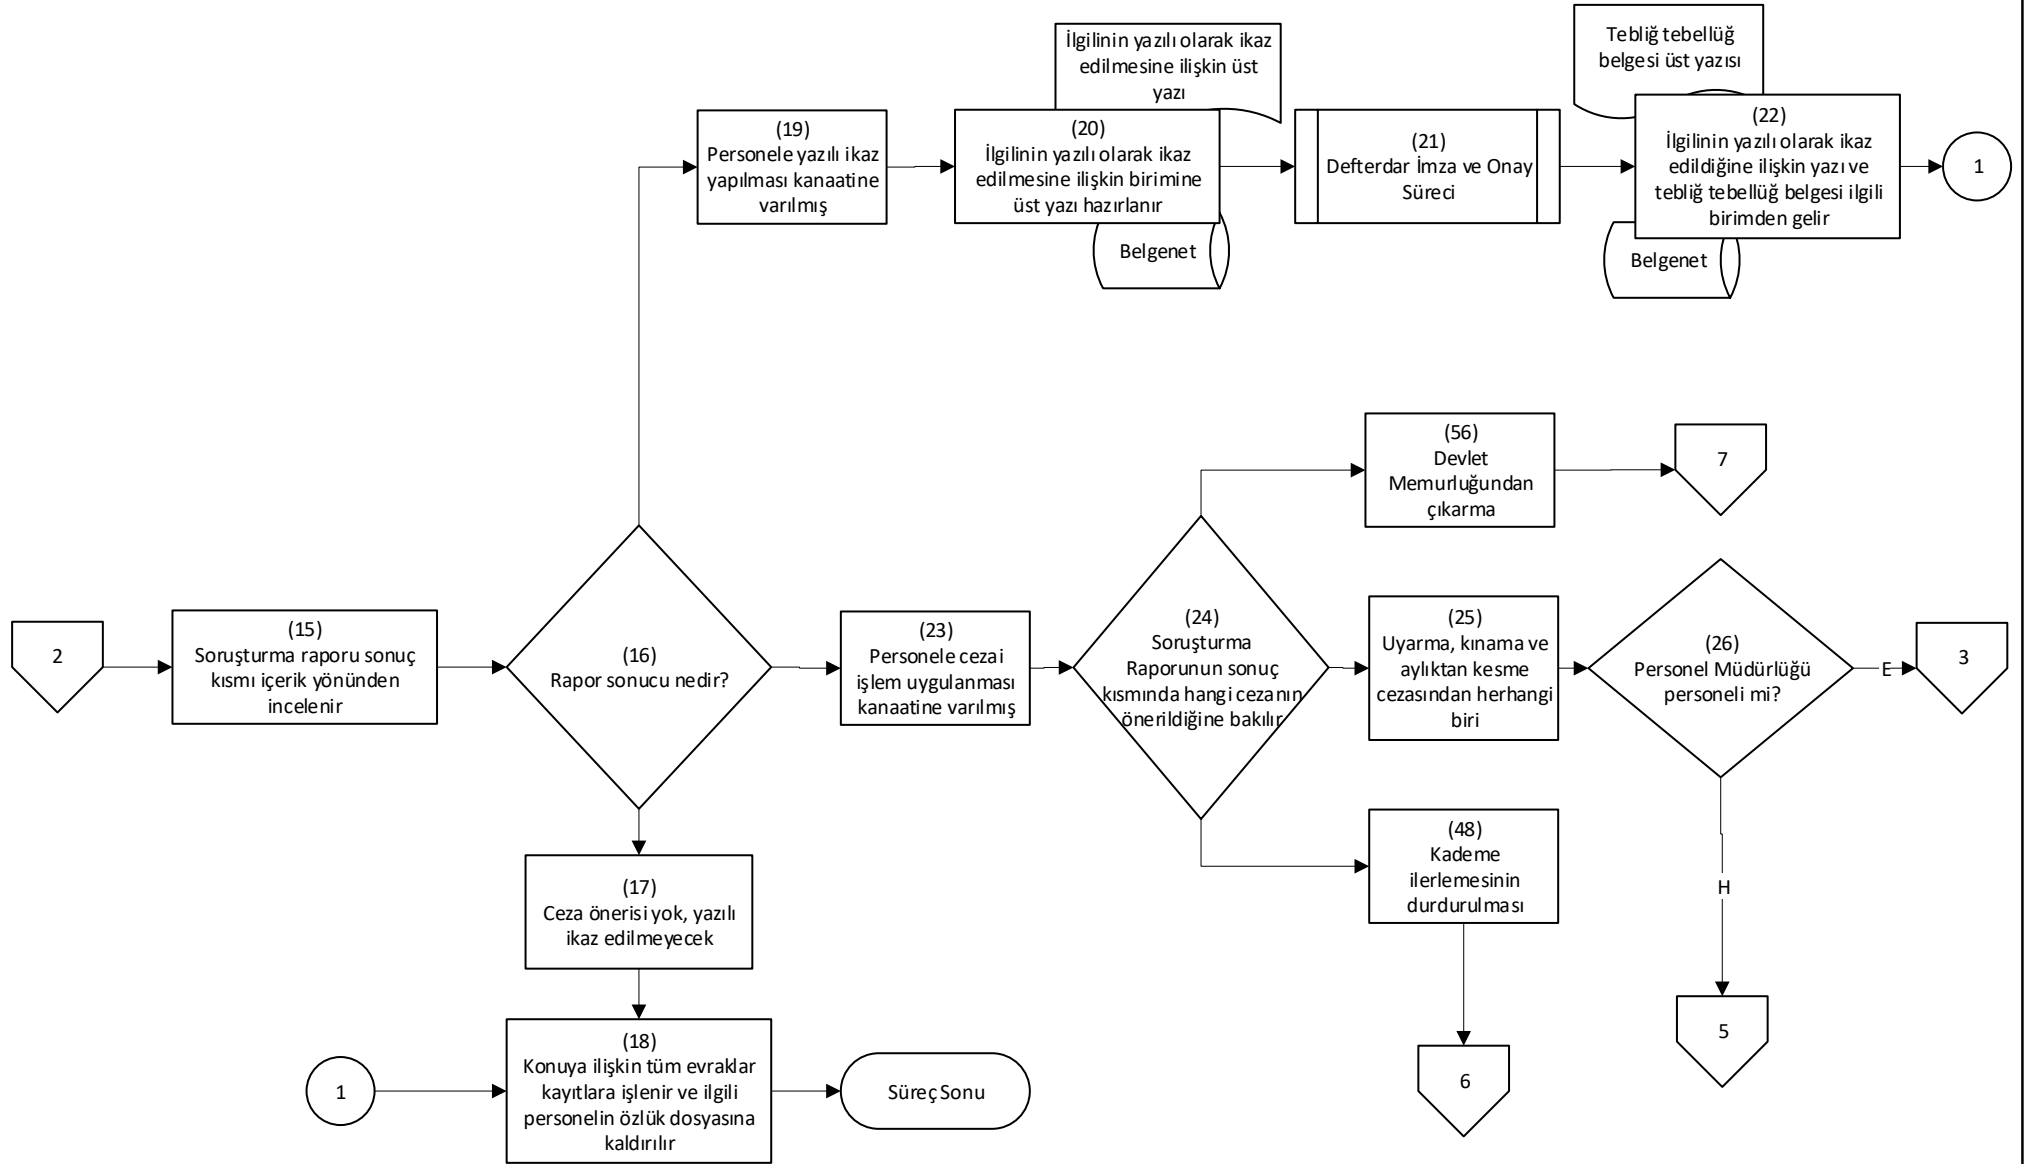 İlgilinin yazılı olarak ikaz
edilmesine ilişkin üst
yazı
Tebliğ tebellüğ
belgesi üst yazısı
(19)
Personele yazılı ikaz
yapılması kanaatine
varılmış
(20)
İlgilinin yazılı olarak ikaz
edilmesine ilişkin birimine
üst yazı hazırlanır
Belgenet
(21)
Defterdar İmza ve Onay
Süreci
(22)
İlgilinin yazılı olarak ikaz
edildiğine ilişkin yazı ve
tebliğ tebellüğ belgesi ilgili
birimden gelir
Belgenet
1
(56)
Devlet
Memurluğundan
çıkarma
7
2
(15)
Soruşturma raporu sonuç
kısmı içerik yönünden
incelenir
(16)
Rapor sonucu nedir?
(23)
Personele cezai
işlem uygulanması
kanaatine varılmış
(24)
Soruşturma
Raporunun sonuç
kısmında hangi cezanın
önerildiğine bakılır
(25)
Uyarma, kınama ve
aylıktan kesme
cezasından herhangi
biri
(26)
Personel Müdürlüğü
personeli mi?
E
3
(17)
Ceza önerisi yok, yazılı
ikaz edilmeyecek
(48)
Kademe
ilerlemesinin
durdurulması
H
5
6
1
(18)
Konuya ilişkin tüm evraklar
kayıtlara işlenir ve ilgili
personelin özlük dosyasına
kaldırılır
Süreç Sonu